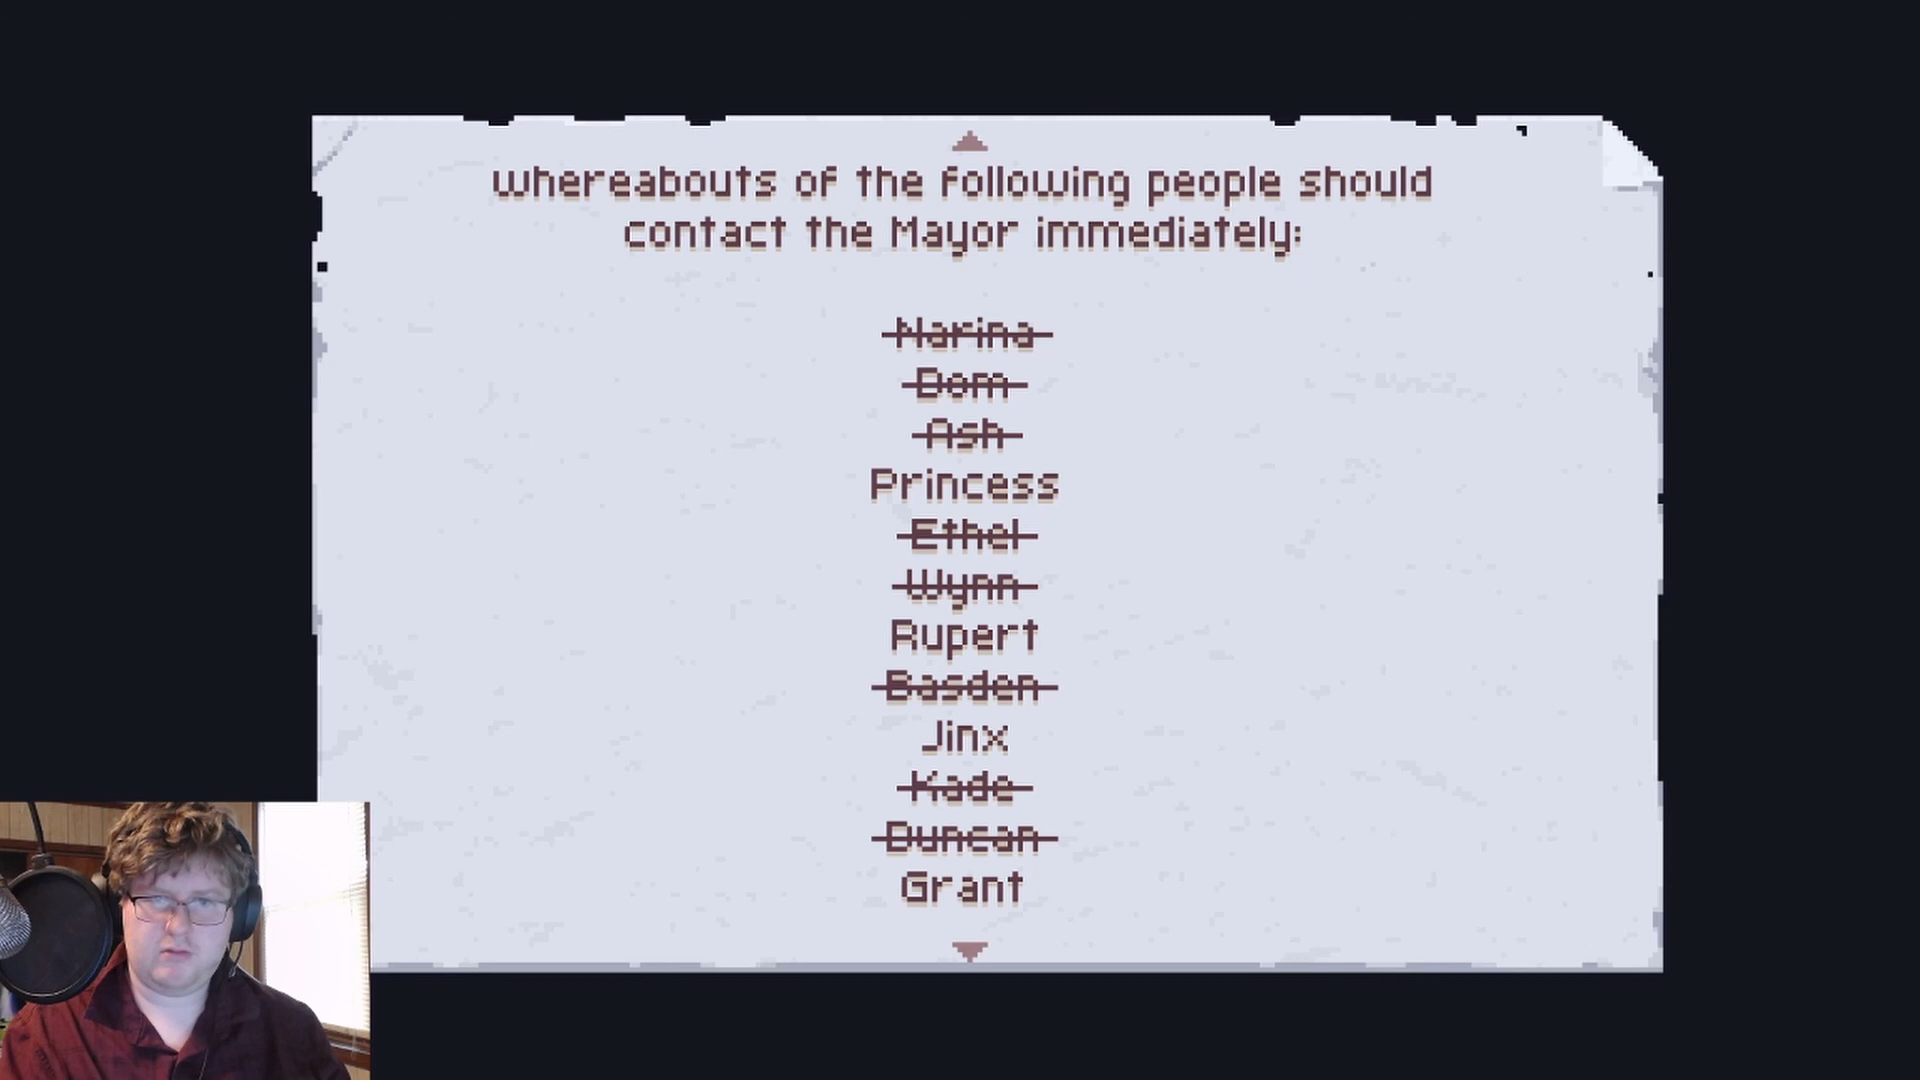 whereabouts of the following people should
contact the Mayor immediately:
Narina
Dom
Ash
Princess
Ethel
Wynn
Rupert
Basden
Jinx
Kade
Duncan
Grant